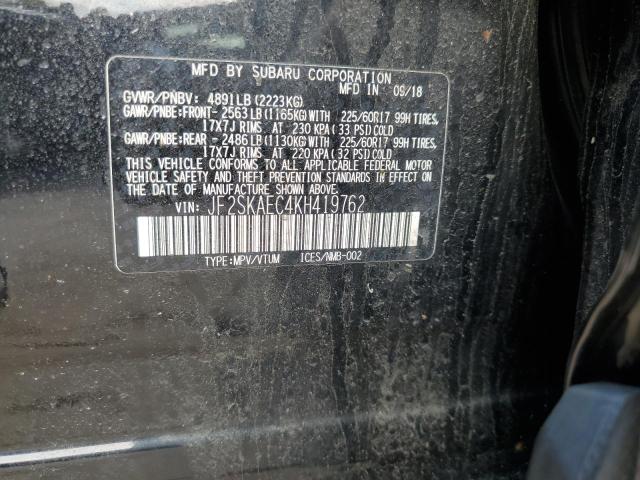 MFD BY SUBARU CORPORATION
MFD IN 09/18
GVWR/PNBV: 4891LB (2223KG)
GAWR/PNBE:FRONT- 2563LB(1165KG)WITH 225/60R17 99H TIRES,
17X7J RIMS AT 230 KPA(33 PSI)COLD
GAWR/PNBE:REAR - 2486LB(1130KG)WITH 225/60R17 99H TIRES,
17X7J RIMS AT 220 KPA(32 PSI)COLD
THIS VEHICLE CONFORMS TO ALL APPLICABLE FEDERAL MOTOR
VEHICLE SAFETY AND THEFT PREVENTION STANDARDS IN EFFECT
ON THE DATE OF MANUFACTURE SHOWN ABOVE.
VIN: JF2SKAEC4KH419762
TYPE:MPV/VTUM ICES/NMB-002